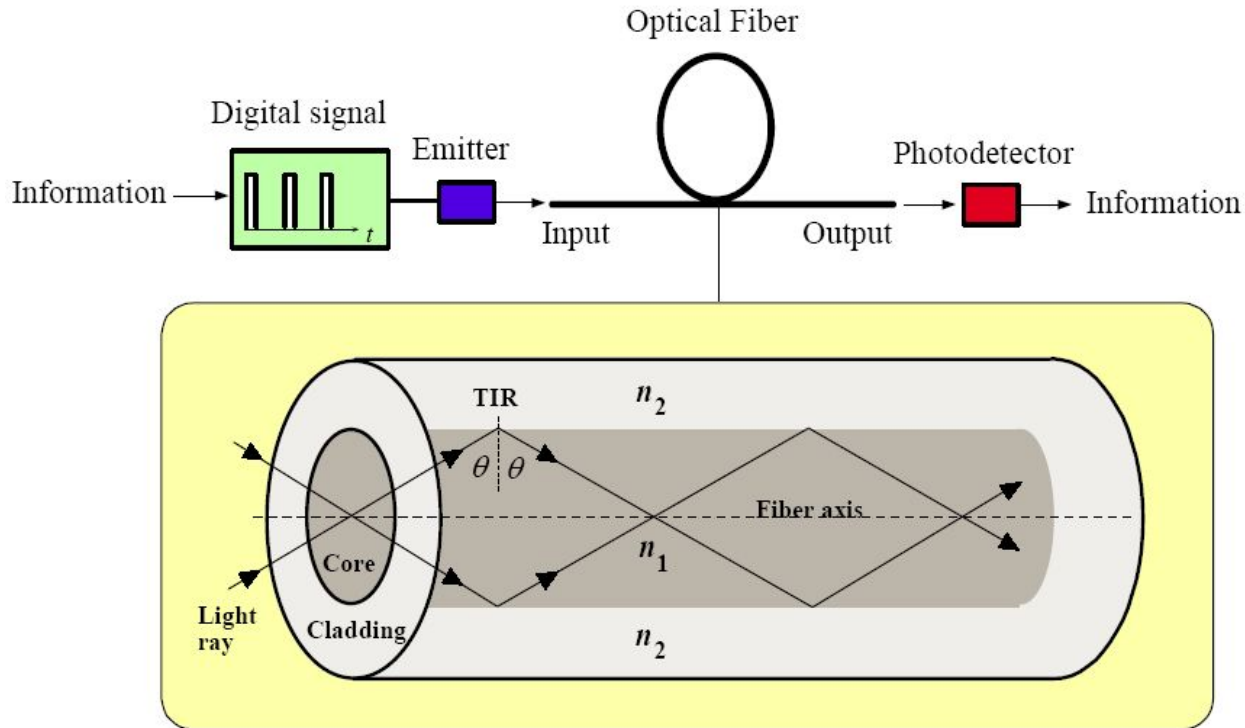 Optical Fiber
Digital signal
Emitter
Photodetector
Information
t
Input
Output
Information
n2
TIR
θ
θ
Fiber axis
n1
Core
Light
ray
Cladding
n2